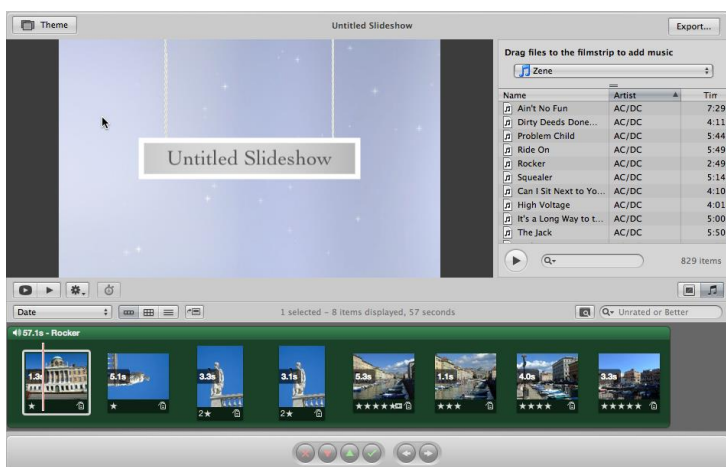 Theme
Untitled Slideshow
Export...
Untitled Slideshow
Drag files to the filmstrip to add music
Zene
Name Artist Tim
Ain't No Fun AC/DC 7:29
Dirty Deeds Done... AC/DC 4:11
Problem Child AC/DC 5:44
Ride On AC/DC 5:49
Rocker AC/DC 2:49
Squealer AC/DC 5:14
Can I Sit Next to Yo... AC/DC 4:10
High Voltage AC/DC 4:01
It's a Long Way to t... AC/DC 5:00
The Jack AC/DC 5:50
829 items
Date
1 selected – 8 items displayed, 57 seconds
Unrated or Better
57.1s - Rocker
1.3s 5.1s 3.3s 5.1s 5.3s 1.1s 4.0s 3.3s
2★ 2★